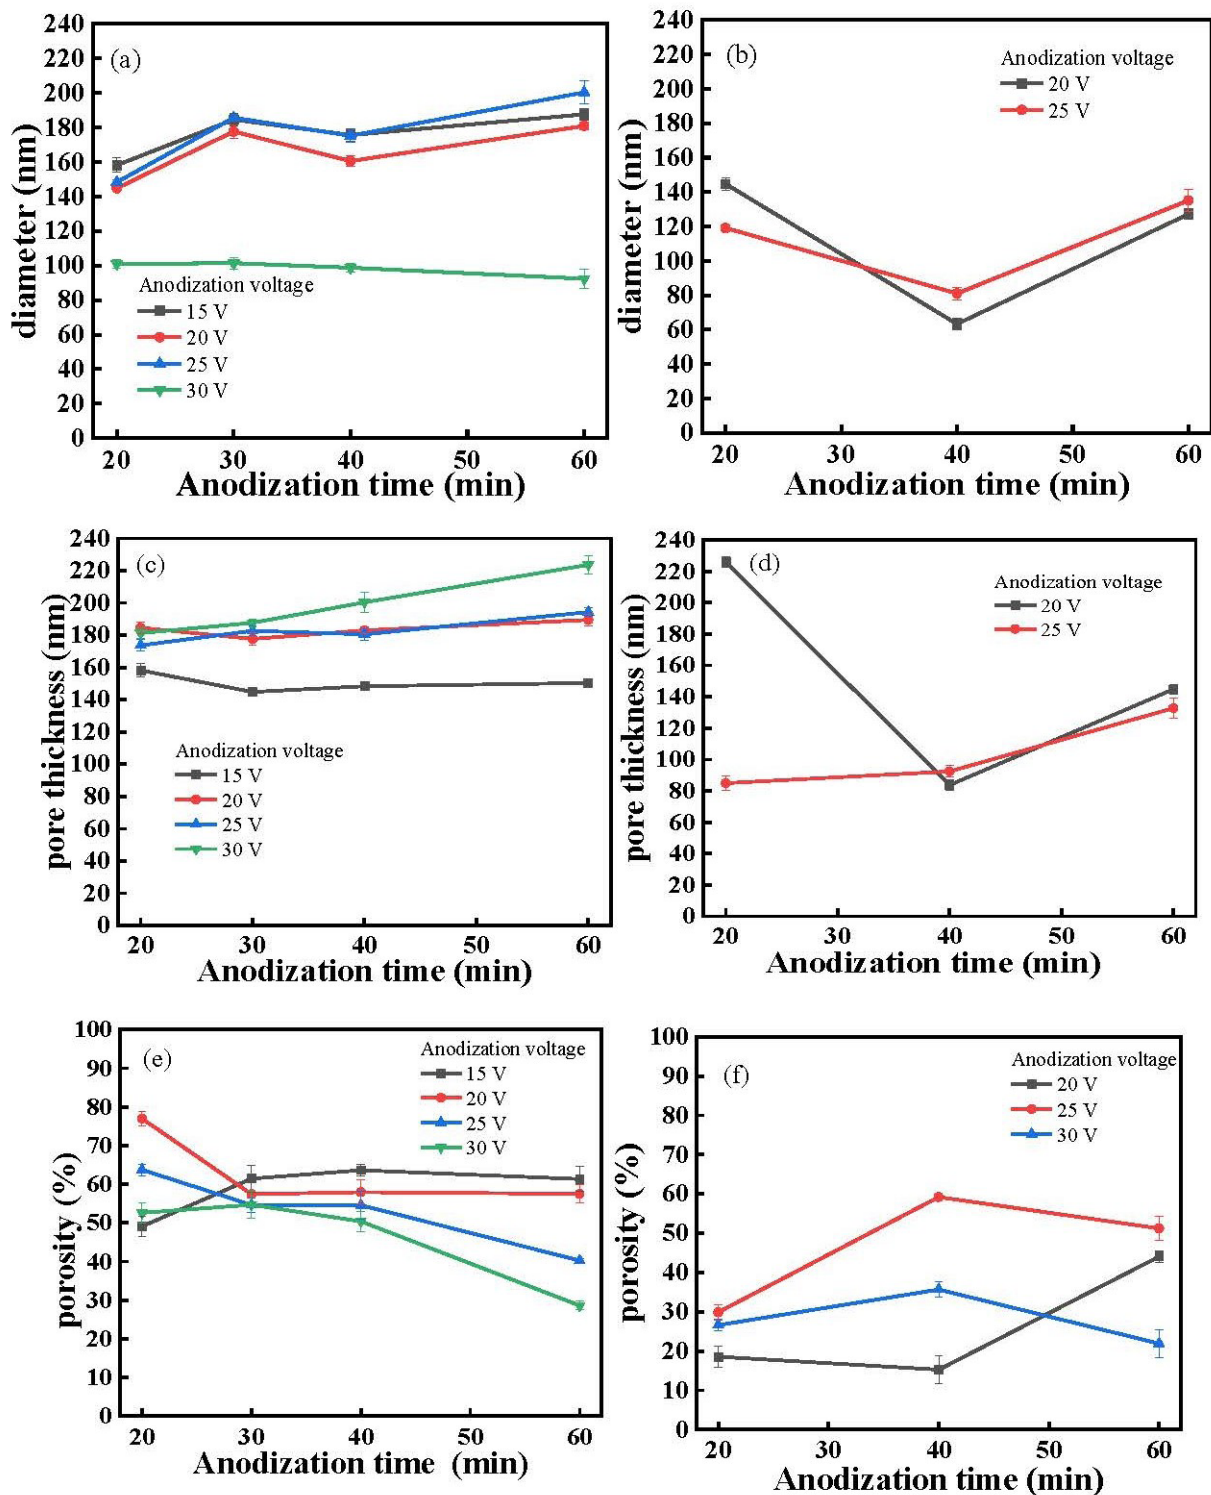 (a)
240
220
200
180
160
140
120
100
80
60
40
20
0
diameter (nm)
Anodization voltage
15 V
20 V
25 V
30 V
20 30 40 50 60
Anodization time (min)
(b)
240
220
200
180
160
140
120
100
80
60
40
20
0
diameter (nm)
Anodization voltage
20 V
25 V
20 30 40 50 60
Anodization time (min)
(c)
240
220
200
180
160
140
120
100
80
60
40
20
0
pore thickness (nm)
Anodization voltage
15 V
20 V
25 V
30 V
20 30 40 50 60
Anodization time (min)
(d)
240
220
200
180
160
140
120
100
80
60
40
20
0
pore thickness (nm)
Anodization voltage
20 V
25 V
20 30 40 50 60
Anodization time (min)
(e)
100
90
80
70
60
50
40
30
20
10
0
porosity (%)
Anodization voltage
15 V
20 V
25 V
30 V
20 30 40 50 60
Anodization time (min)
(f)
100
90
80
70
60
50
40
30
20
10
0
porosity (%)
Anodization voltage
20 V
25 V
30 V
20 30 40 50 60
Anodization time (min)